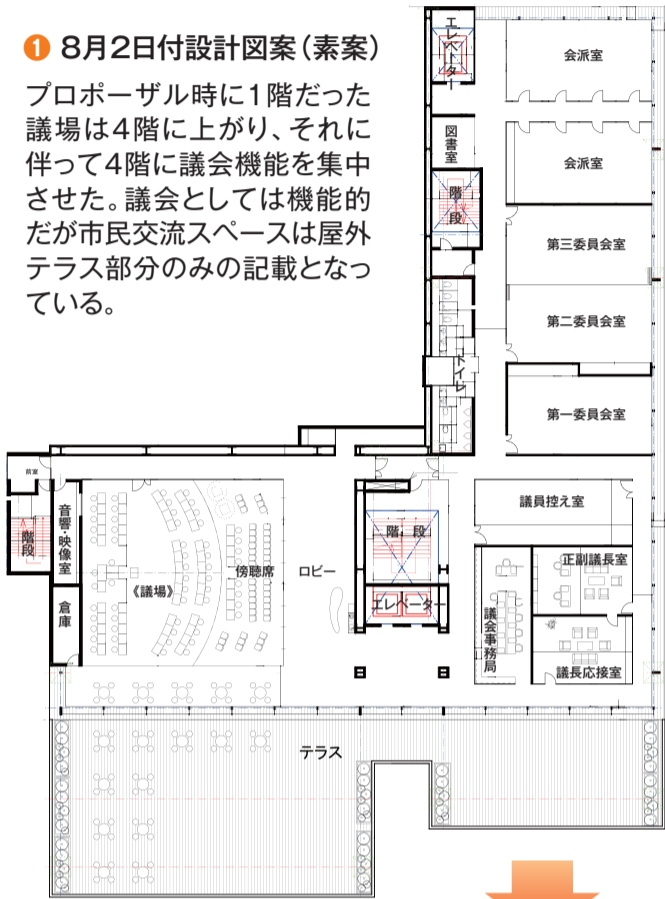 ❶ 8月2日付設計図案（素案）
プロポーザル時に1階だった
議場は4階に上がり、それに
伴って4階に議会機能を集中
させた。議会としては機能的
だが市民交流スペースは屋外
テラス部分のみの記載となっ
ている。
エレベーター
会派室
図書室
会派室
階段
第三委員会室
第二委員会室
トイレ
第一委員会室
前室
音響・映像室
階段
倉庫
《議場》
傍聴席
ロビー
階段
エレベーター
議員控え室
正副議長室
議会事務局
議長応接室
テラス